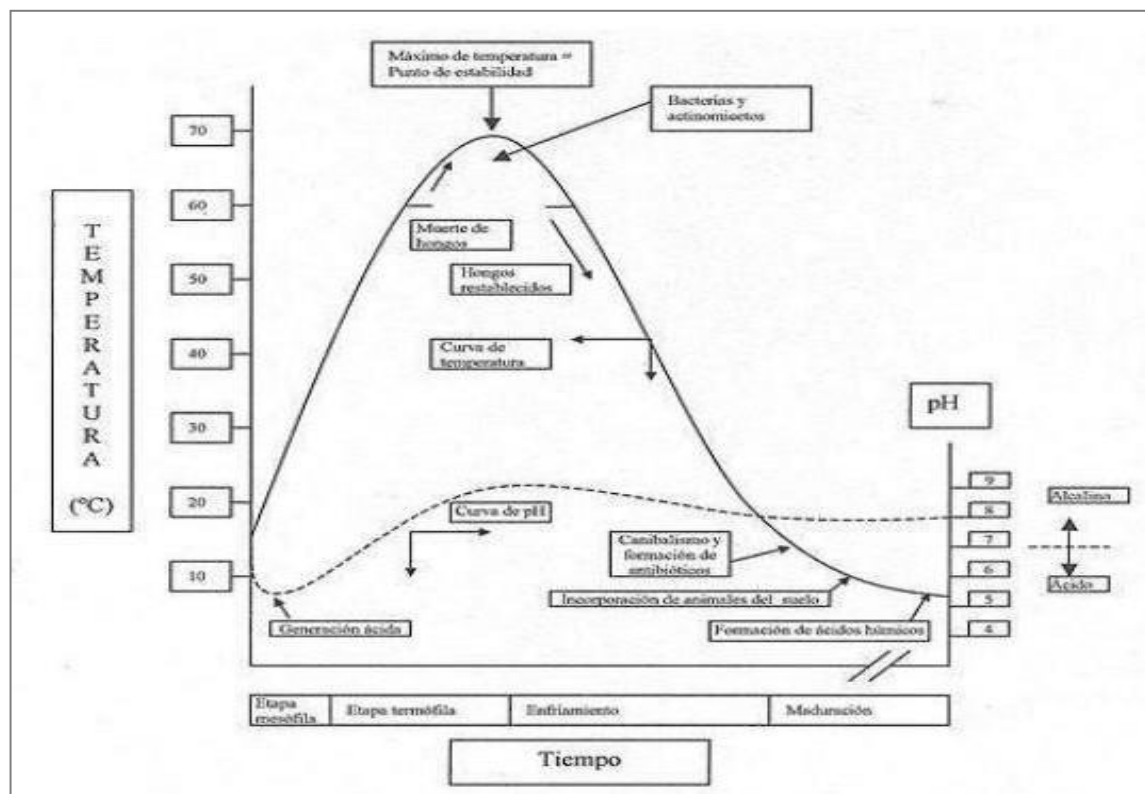 Máximo de temperatura =
Punto de estabilidad
Bacterias y
actinomicetos
70
60
50
40
30
20
10
TEMPERATURA
(ºC)
Muerte de
hongos
Hongos
restablecidos
Curva de
temperatura
pH
9
8
7
6
5
4
Alcalino
Ácido
Curva de pH
Canibalismo y
formación de
antibióticos
Incorporación de animales del suelo
Generación ácida
Formación de ácidos húmicos
Etapa
mesófila
Etapa termófila
Enfriamiento
Maduración
Tiempo